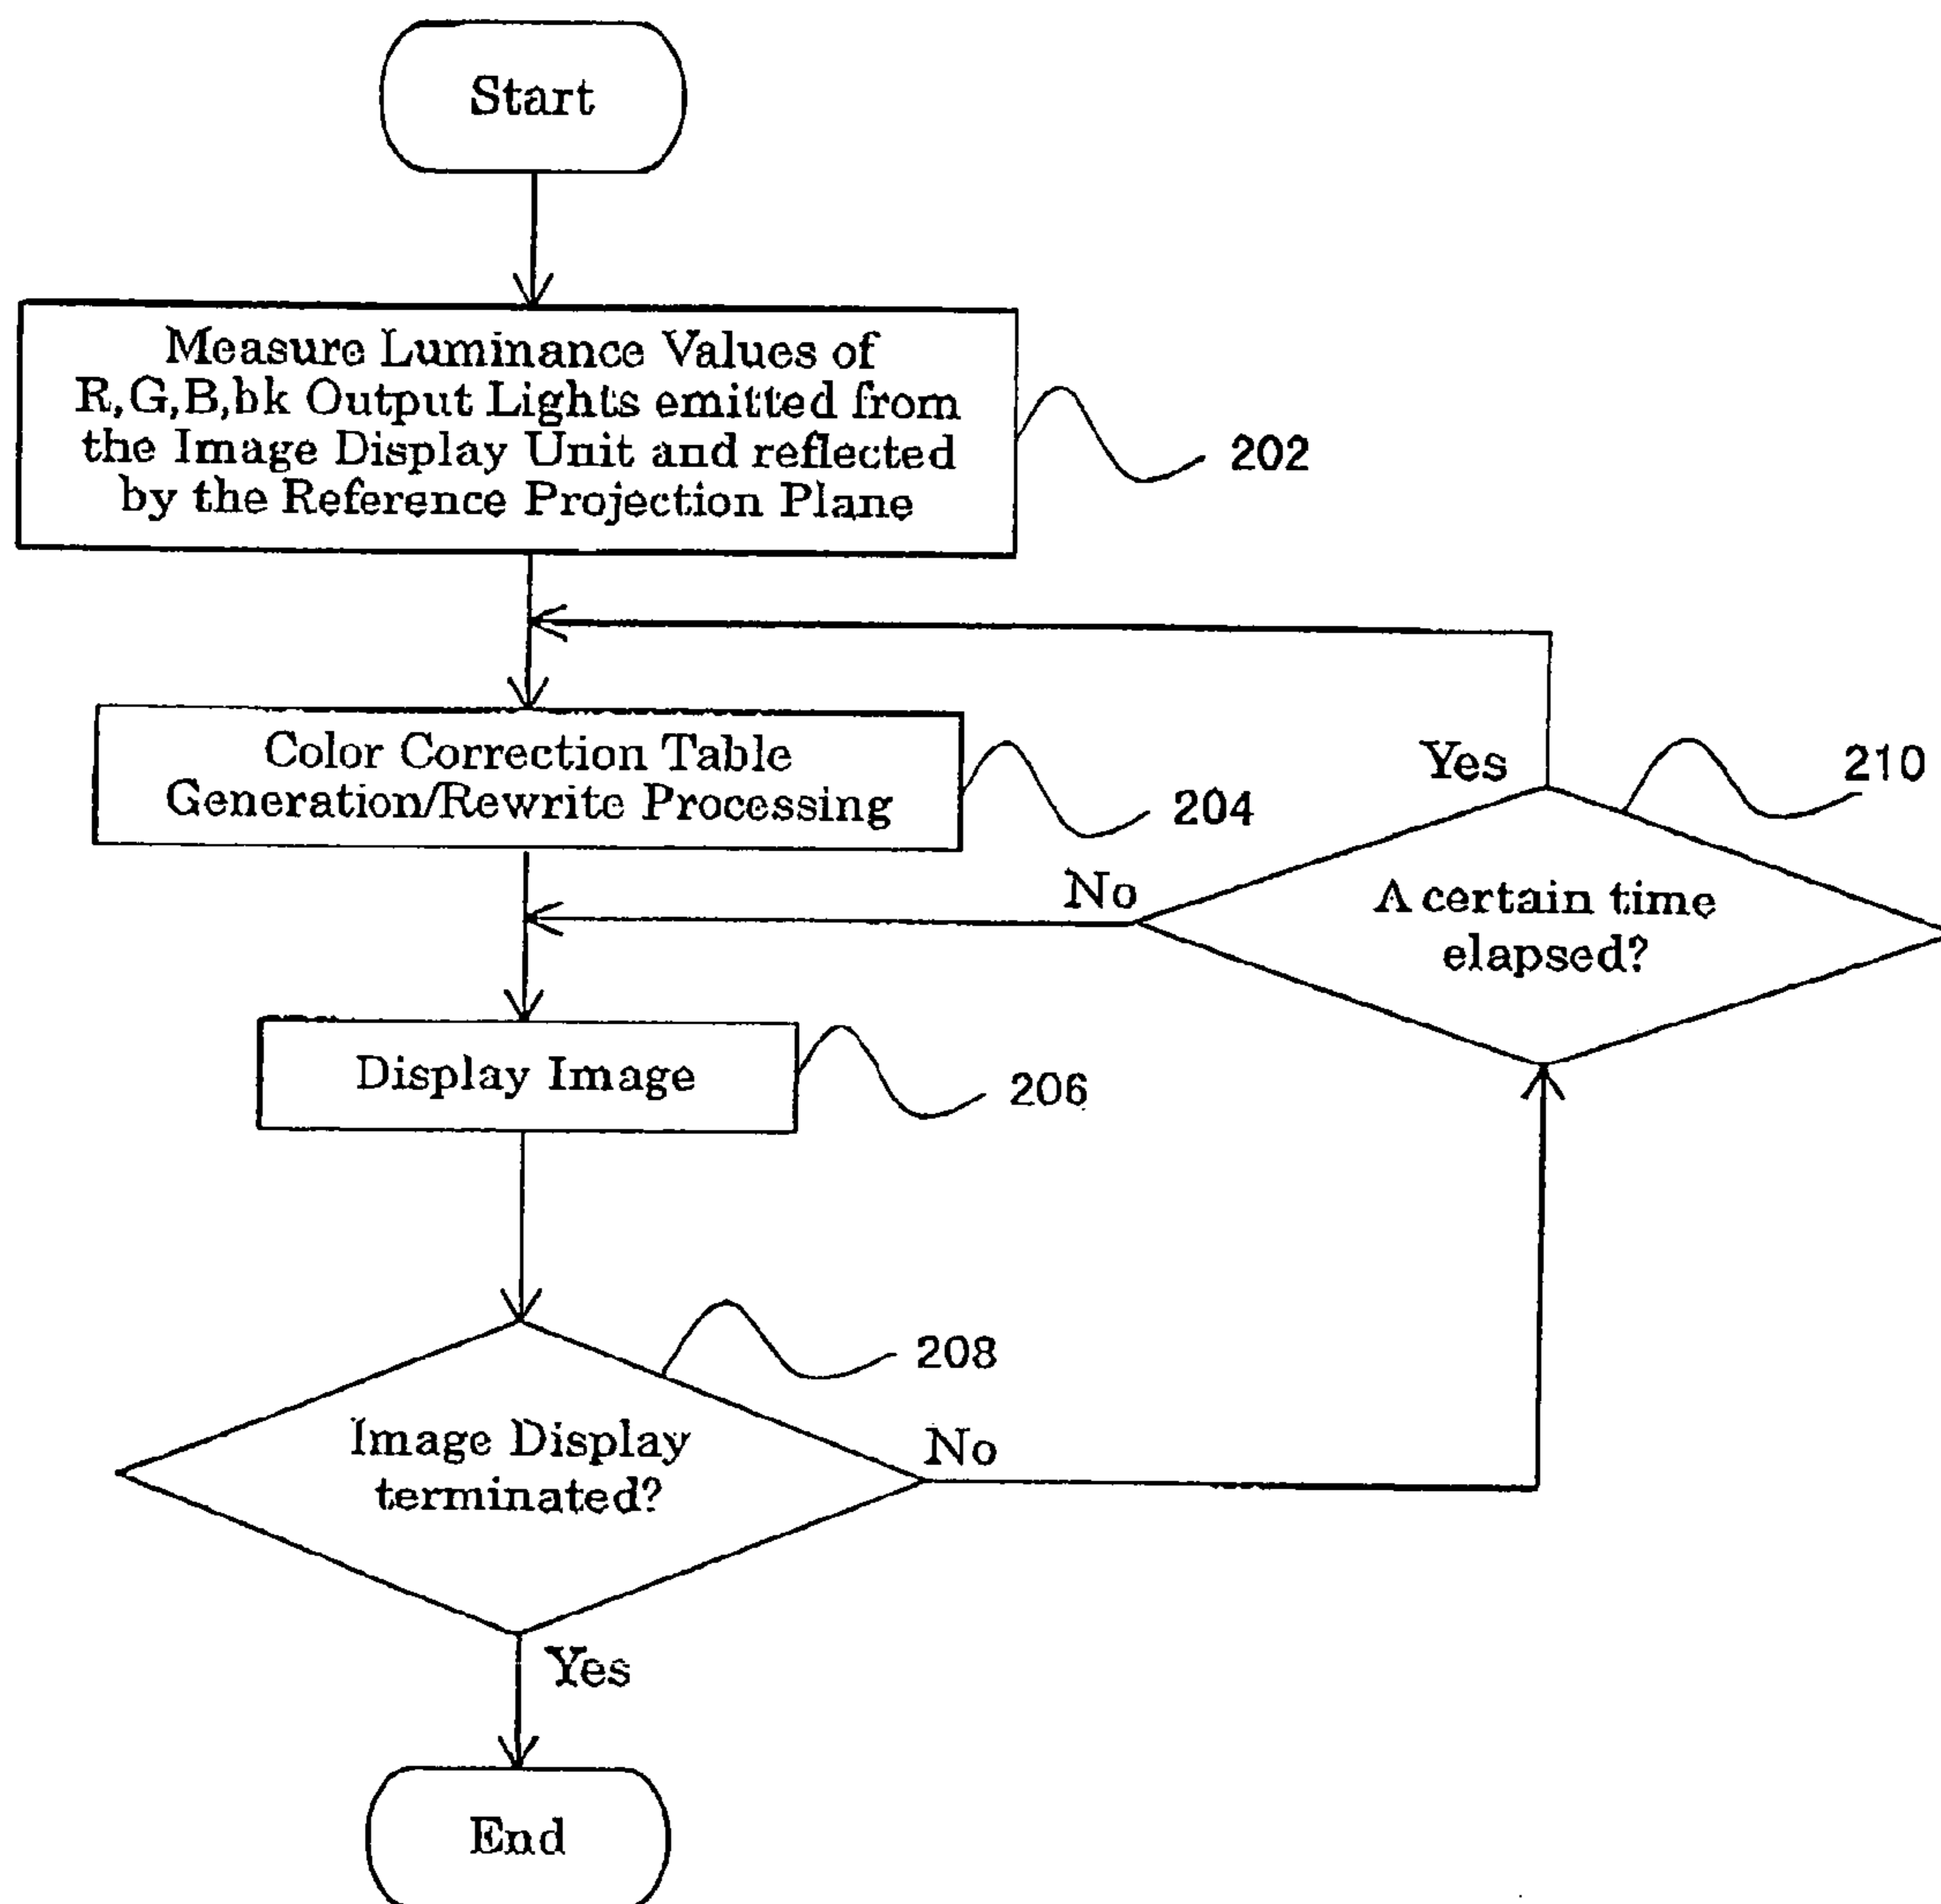 Start
Measure Luminance Values of
R,G,B,bk Output Lights emitted from
the Image Display Unit and reflected
by the Reference Projection Plane
202
Color Correction Table
Generation/Rewrite Processing
204
Yes
210
No
A certain time
elapsed?
Display Image
206
208
Image Display
terminated?
No
Yes
End